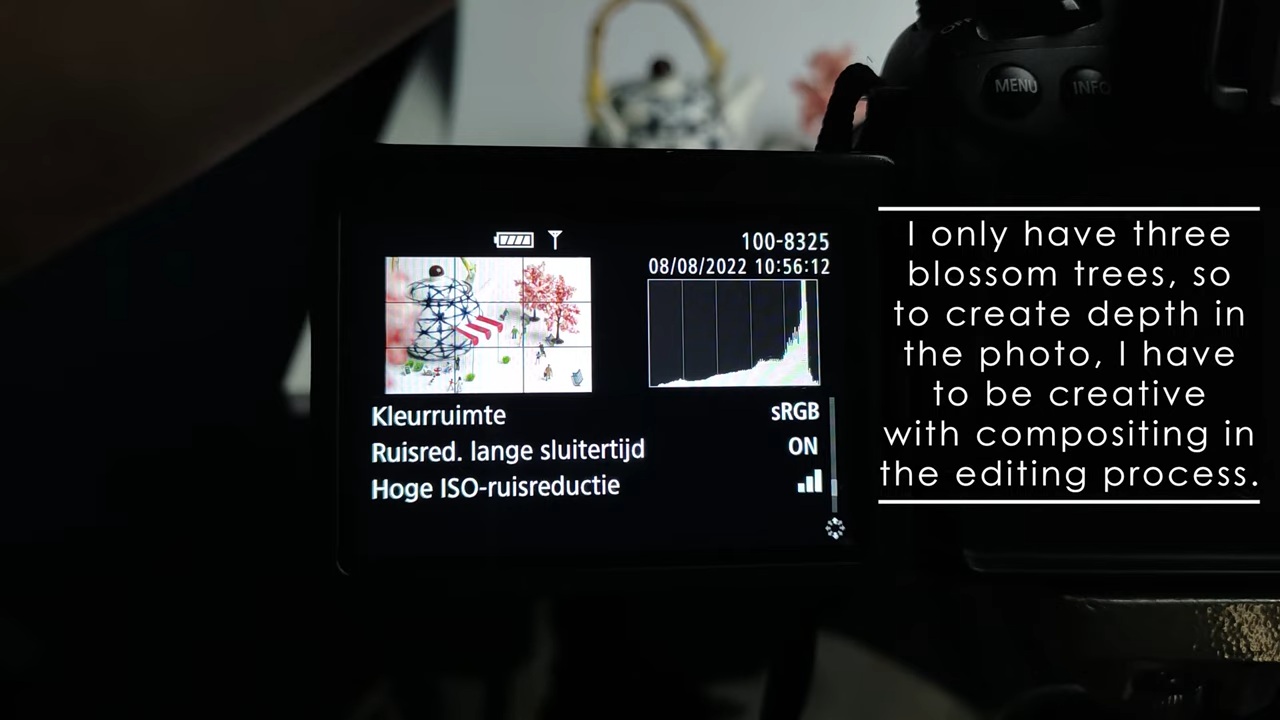 MENU
INFO
100-8325
08/08/2022 10:56:12
Kleurruimte sRGB
Ruisred. lange sluitertijd ON
Hoge ISO-ruisreductie
I only have three
blossom trees, so
to create depth in
the photo, I have
to be creative
with compositing in
the editing process.